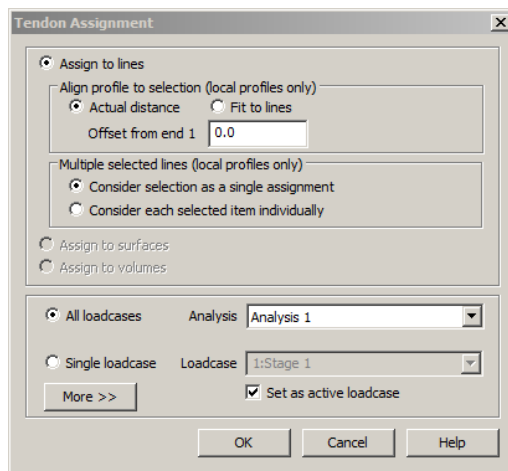 Tendon Assignment
Assign to lines
Align profile to selection (local profiles only)
Actual distance Fit to lines
Offset from end 1 0.0
Multiple selected lines (local profiles only)
Consider selection as a single assignment
Consider each selected item individually
Assign to surfaces
Assign to volumes
All loadcases Analysis Analysis 1
Single loadcase Loadcase 1:Stage 1
More >> Set as active loadcase
OK Cancel Help